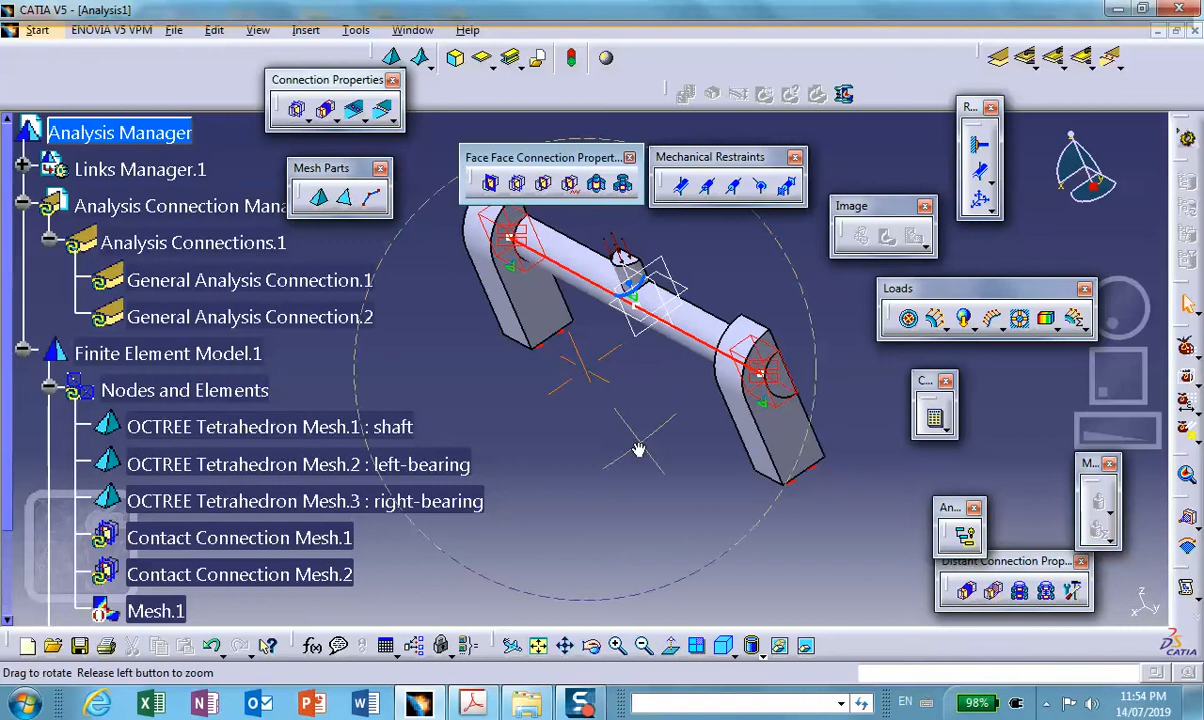 CATIA V5 - [Analysis1]
Start ENOVIA V5 VPM File Edit View Insert Tools Window Help
Connection Properties
Analysis Manager
Links Manager.1
Mesh Parts
Face Face Connection Propert...
Mechanical Restraints
R...
Analysis Connection Mana
Image
Analysis Connections.1
General Analysis Connection.1
Loads
General Analysis Connection.2
Finite Element Model.1
C...
Nodes and Elements
OCTREE Tetrahedron Mesh.1 : shaft
OCTREE Tetrahedron Mesh.2 : left-bearing
M...
OCTREE Tetrahedron Mesh.3 : right-bearing
An...
Contact Connection Mesh.1
Distant Connection Prop...
Contact Connection Mesh.2
Mesh.1
x
z
y
f(x)
CATIA
Drag to rotate Release left button to zoom
EN
98%
11:54 PM
14/07/2019